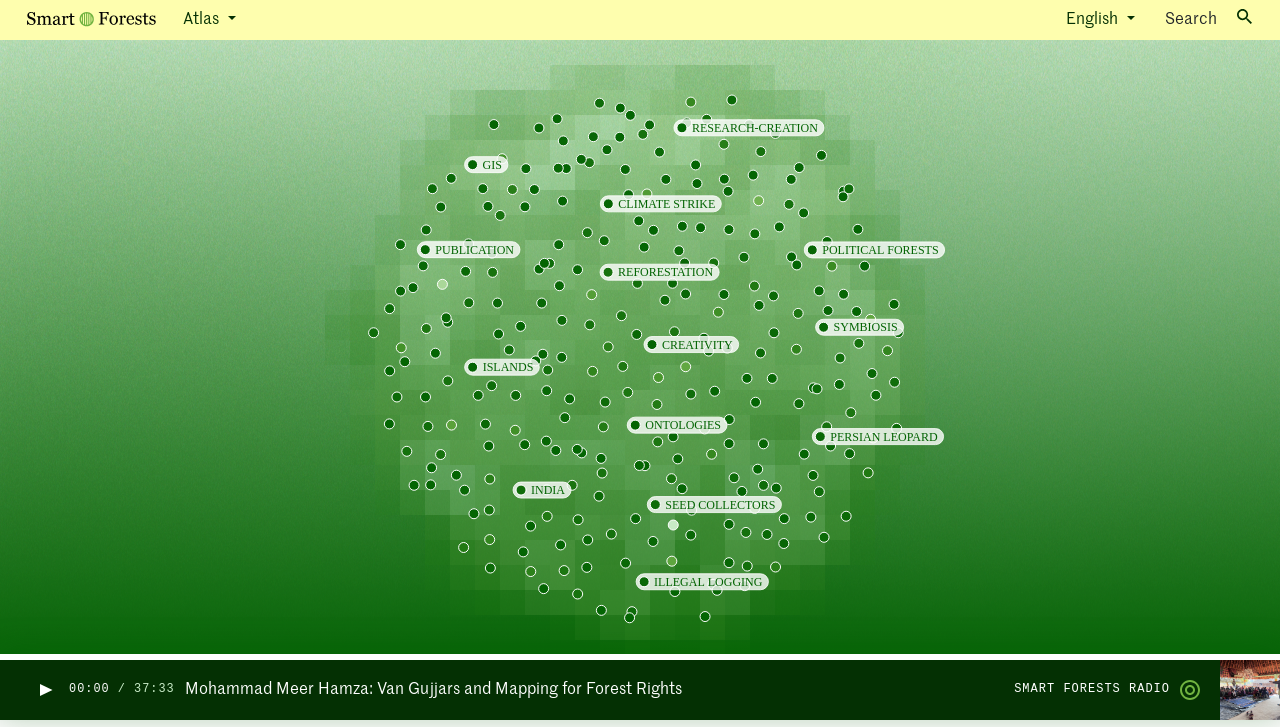 Smart Forests Atlas English Search
RESEARCH-CREATION
GIS
CLIMATE STRIKE
PUBLICATION
POLITICAL FORESTS
REFORESTATION
SYMBIOSIS
CREATIVITY
ISLANDS
ONTOLOGIES
PERSIAN LEOPARD
INDIA
SEED COLLECTORS
ILLEGAL LOGGING
00:00 / 37:33 Mohammad Meer Hamza: Van Gujjars and Mapping for Forest Rights SMART FORESTS RADIO